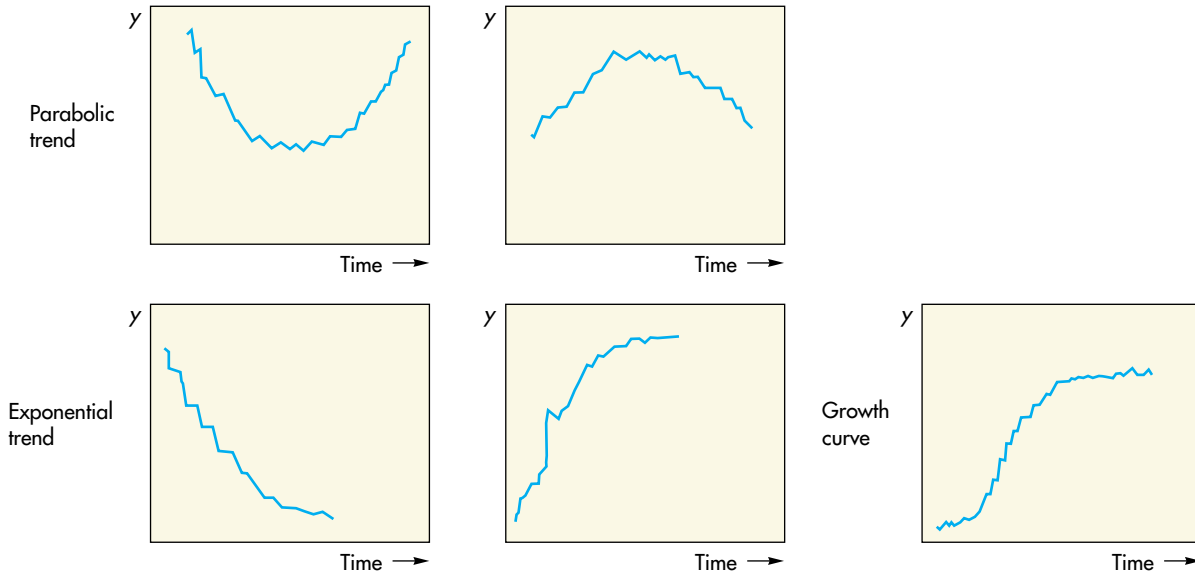 y
y
Parabolic
trend
Time
Time
y
y
y
Exponential
trend
Growth
curve
Time
Time
Time